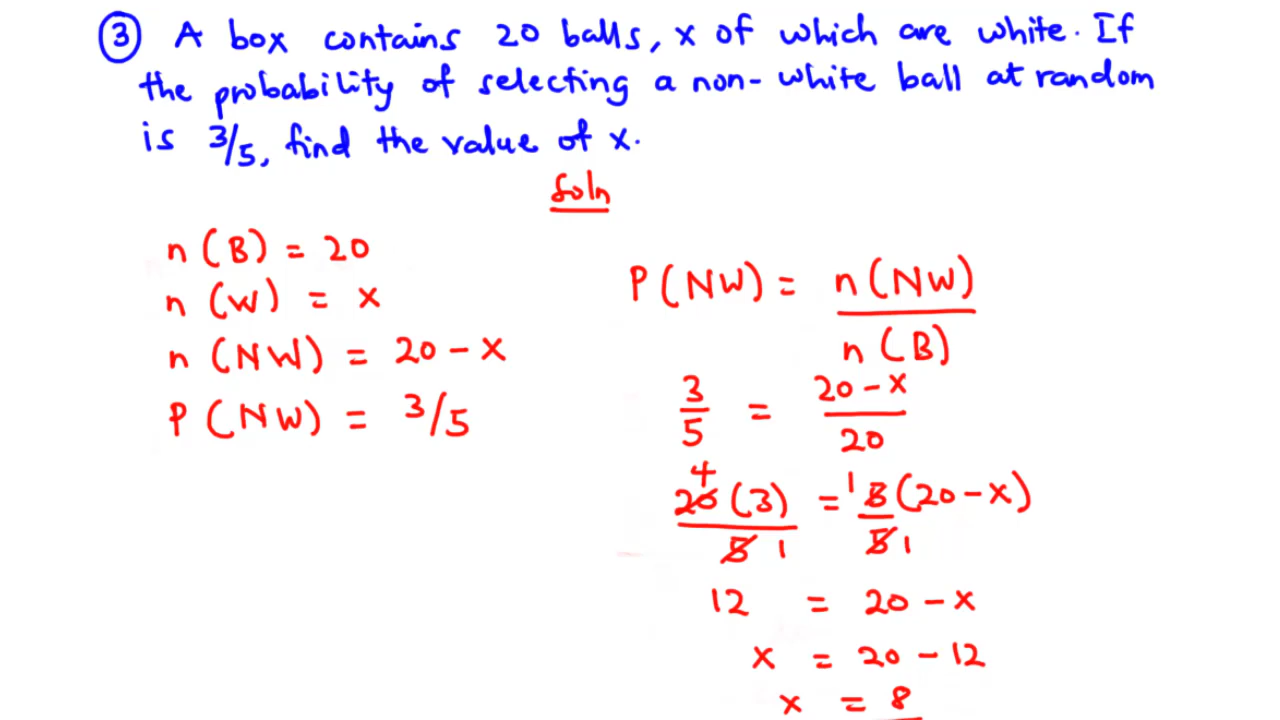 ③ A box contains 20 balls, x of which are white. If
the probability of selecting a non-white ball at random
is 3/5, find the value of x.
Soln
n(B) = 20
n(W) = x
n(NW) = 20 - x
P(NW) = 3/5
P(NW) = n(NW)
n(B)
3/5 = 20 - x
20
4
20(3) = 1 5(20 - x)
5 1 5 1
12 = 20 - x
x = 20 - 12
x = 8